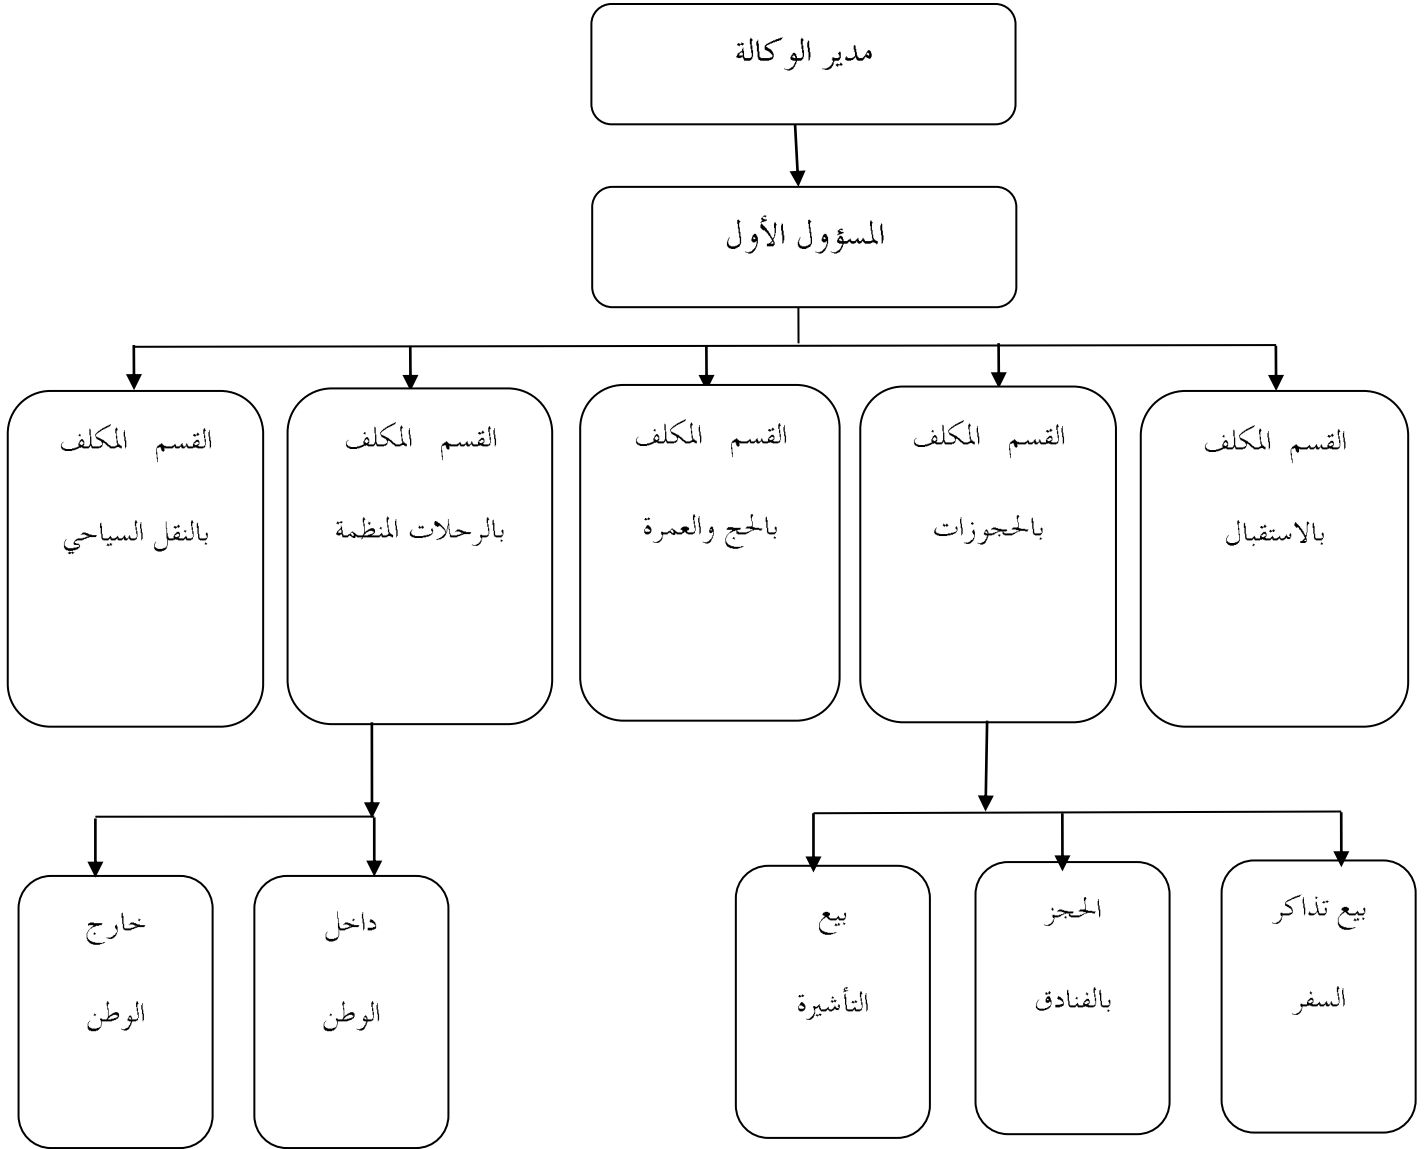 مدير الوكالة
المسؤول الأول
القسم المكلف
بالاستقبال
القسم المكلف
بالحجوزات
القسم المكلف
بالحج والعمرة
القسم المكلف
بالرحلات المنظمة
القسم المكلف
بالنقل السياحي
بيع تذاكر
السفر
الحجز
بالفنادق
بيع
التأشيرة
داخل
الوطن
خارج
الوطن